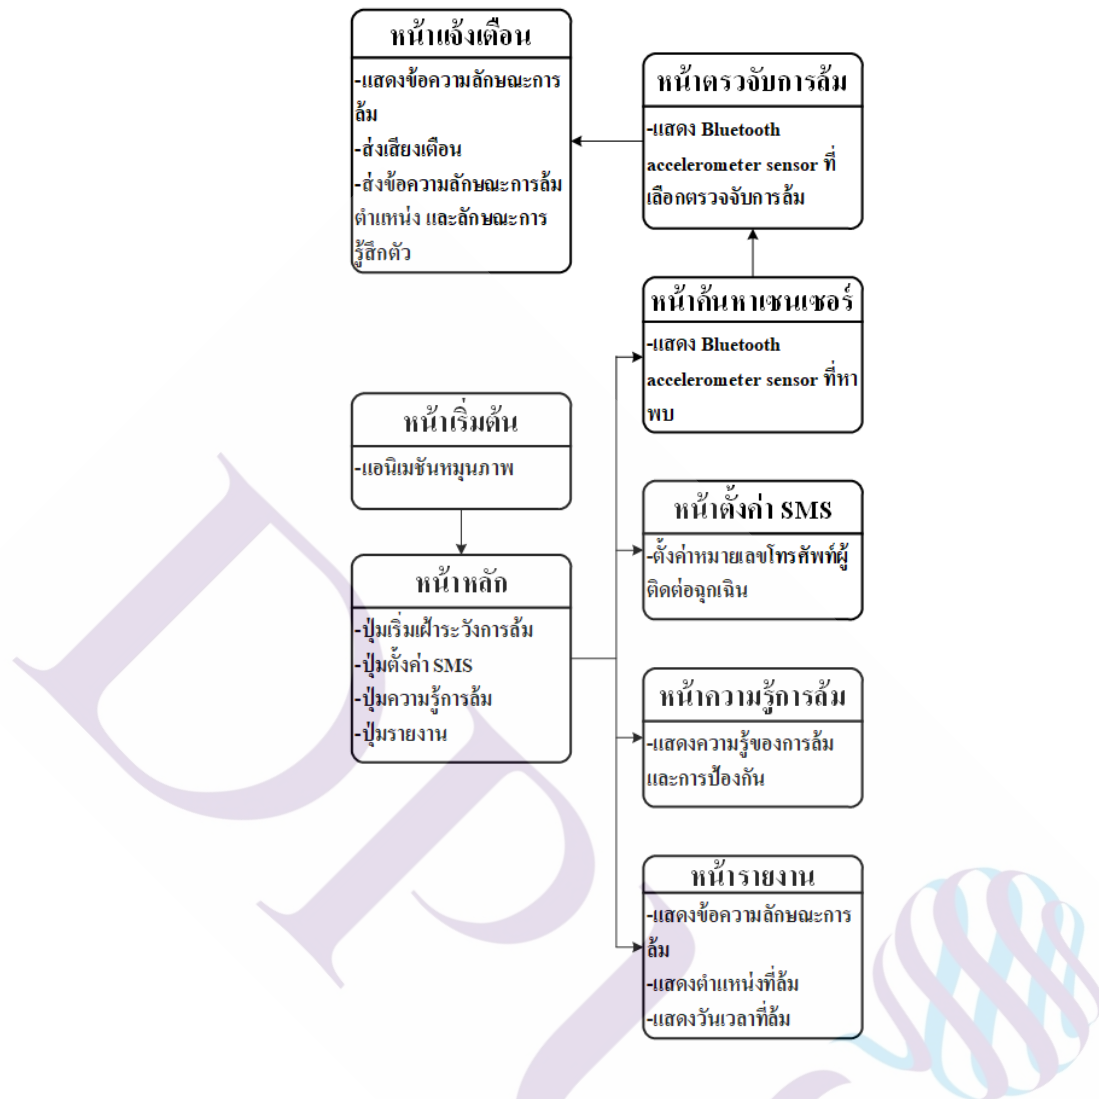 หน้าแจ้งเตือน
-แสดงข้อความลักษณะการ
ล้ม
-ส่งเสียงเตือน
-ส่งข้อความลักษณะการล้ม
ตำแหน่ง และลักษณะการ
รู้สึกตัว
หน้าตรวจจับการล้ม
-แสดง Bluetooth
accelerometer sensor ที่
เลือกตรวจจับการล้ม
หน้าค้นหาเซนเซอร์
-แสดง Bluetooth
accelerometer sensor ที่หา
พบ
หน้าเริ่มต้น
-แอนิเมชันหมุนภาพ
หน้าหลัก
-ปุ่มเริ่มเฝ้าระวังการล้ม
-ปุ่มตั้งค่า SMS
-ปุ่มความรู้การล้ม
-ปุ่มรายงาน
หน้าตั้งค่า SMS
-ตั้งค่าหมายเลขโทรศัพท์ผู้
ติดต่อฉุกเฉิน
หน้าความรู้การล้ม
-แสดงความรู้ของการล้ม
และการป้องกัน
หน้ารายงาน
-แสดงข้อความลักษณะการ
ล้ม
-แสดงตำแหน่งที่ล้ม
-แสดงวันเวลาที่ล้ม